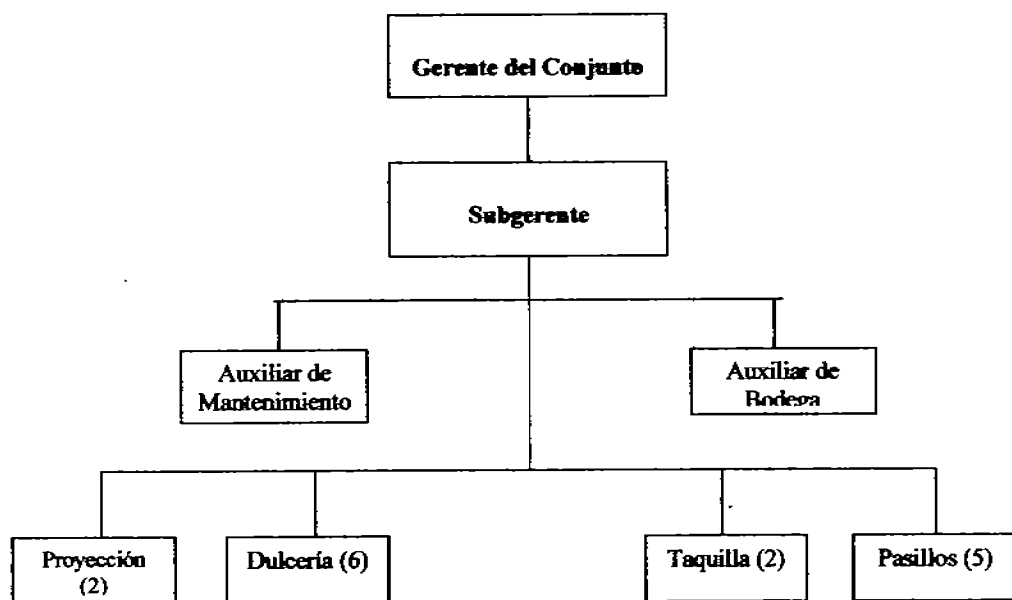 Gerente del Conjunto
Subgerente
Auxiliar de
Mantenimiento
Auxiliar de
Bodega
Proyección
(2)
Dulcería (6)
Taquilla (2)
Pasillos (5)